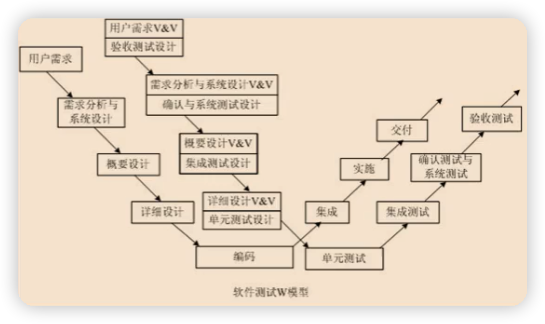 用户需求V&V
验收测试设计
用户需求
需求分析与系统设计V&V
确认与系统测试设计
需求分析与
系统设计
验收测试
交付
概要设计V&V
集成测试设计
概要设计
实施
确认测试与
系统测试
详细设计V&V
单元测试设计
详细设计
集成
集成测试
编码
单元测试
软件测试W模型